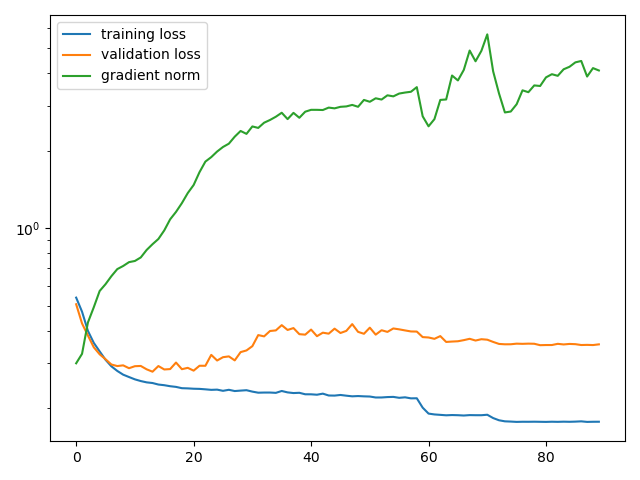 training loss
validation loss
gradient norm
10⁰
0 20 40 60 80